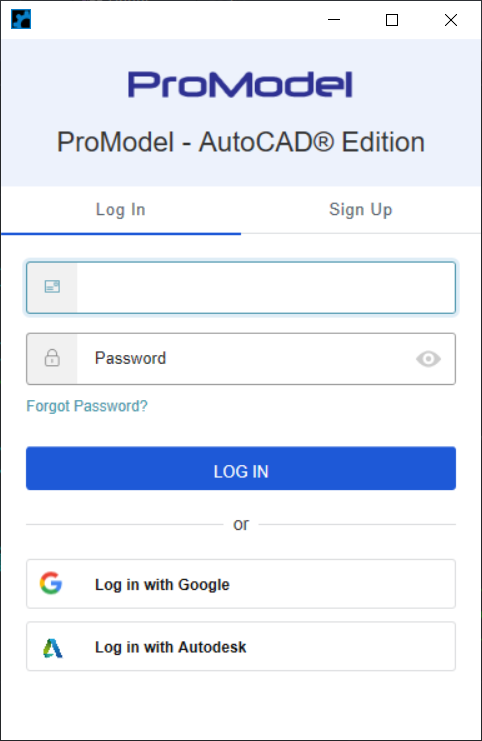 ProModel
ProModel - AutoCAD® Edition
Log In
Sign Up
Password
Forgot Password?
LOG IN
or
Log in with Google
Log in with Autodesk